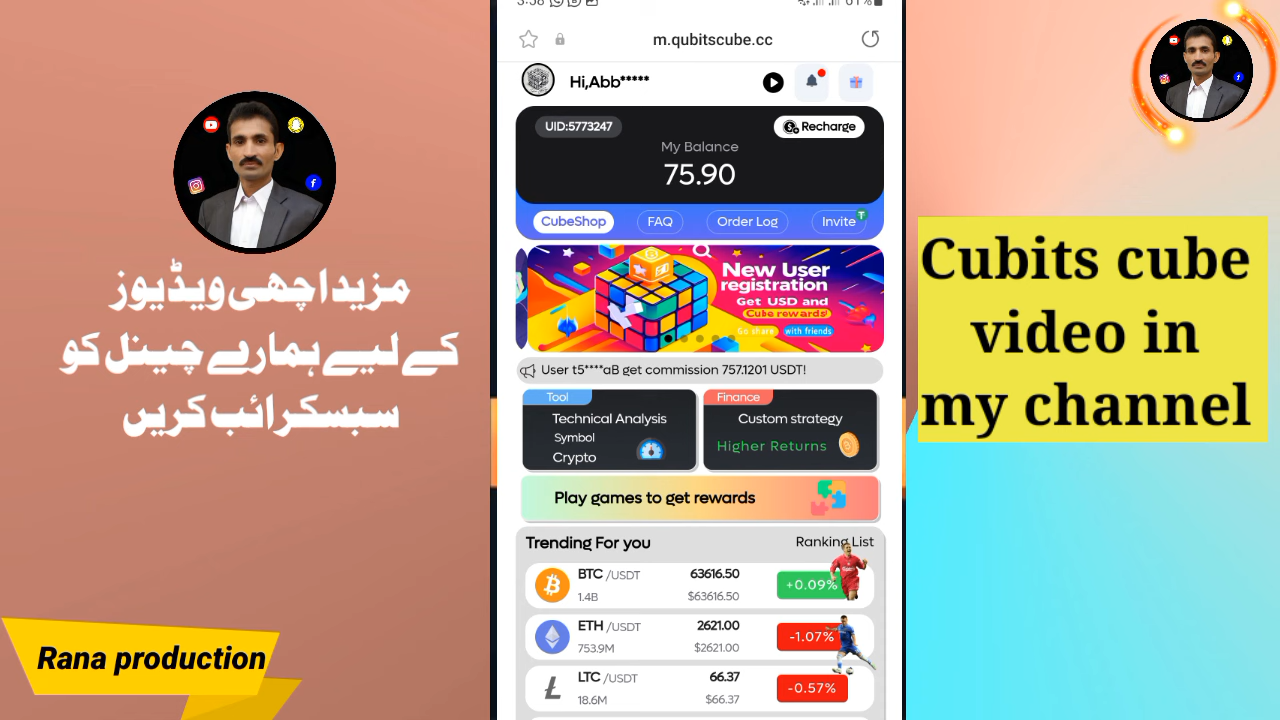 مزید اچھی ویڈیوز
کے لیے ہمارے چینل کو
سبسکرائب کریں
Rana production
3:58
61%
m.qubitscube.cc
Hi,Abb*****
UID:5773247
Recharge
My Balance
75.90
CubeShop
FAQ
Order Log
Invite
New User
registration
Get USD and
Cube rewards!
Go share with friends
User t5****aB get commission 757.1201 USDT!
Tool
Technical Analysis
Symbol
Crypto
Finance
Custom strategy
Higher Returns
Play games to get rewards
Trending For you
Ranking List
BTC /USDT 63616.50 +0.09%
1.4B $63616.50
ETH /USDT 2621.00 -1.07%
753.9M $2621.00
LTC /USDT 66.37 -0.57%
18.6M $66.37
Cubits cube
video in
my channel